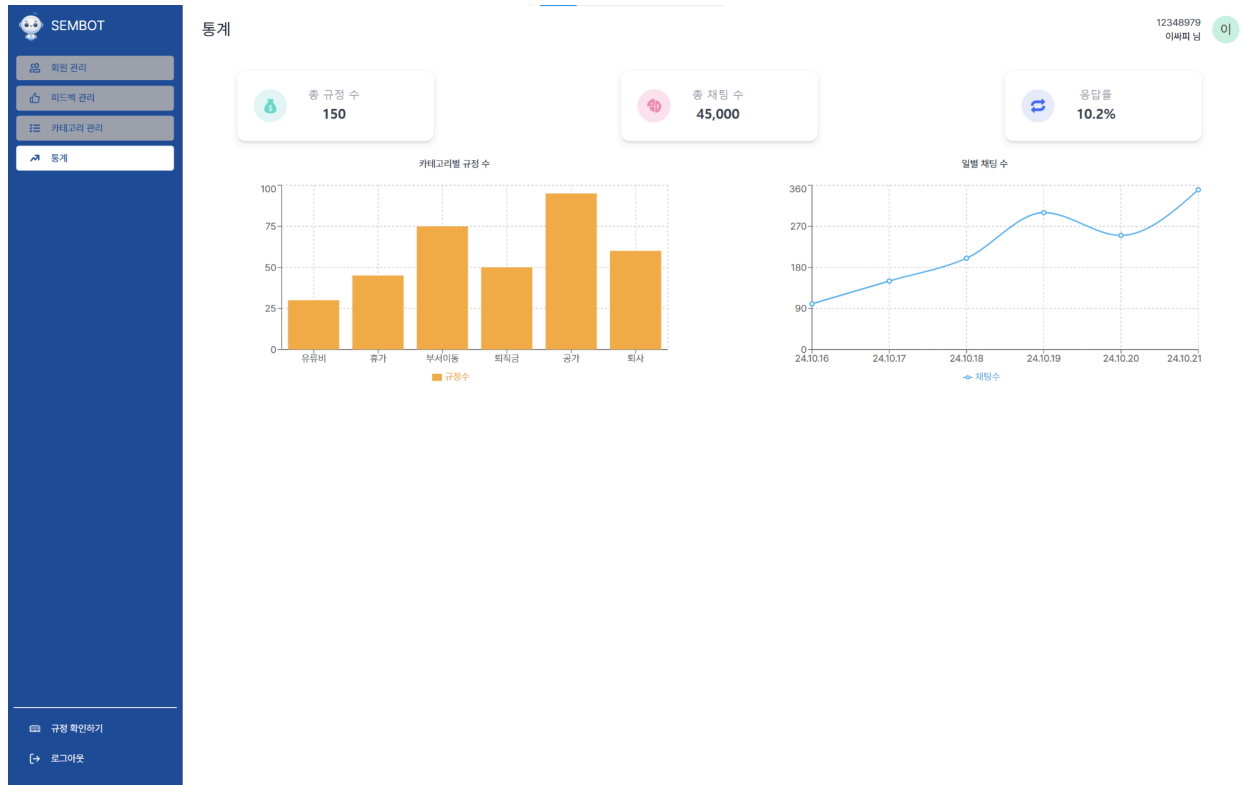 SEMBOT
회원 관리
피드백 관리
카테고리 관리
통계
규정 확인하기
로그아웃
통계
12348979
이싸피 님
이
총 규정 수
150
총 채팅 수
45,000
응답률
10.2%
카테고리별 규정 수
100
75
50
25
0
유류비 휴가 부서이동 퇴직금 공가 퇴사
규정수
일별 채팅 수
360
270
180
90
0
24.10.16 24.10.17 24.10.18 24.10.19 24.10.20 24.10.21
채팅수